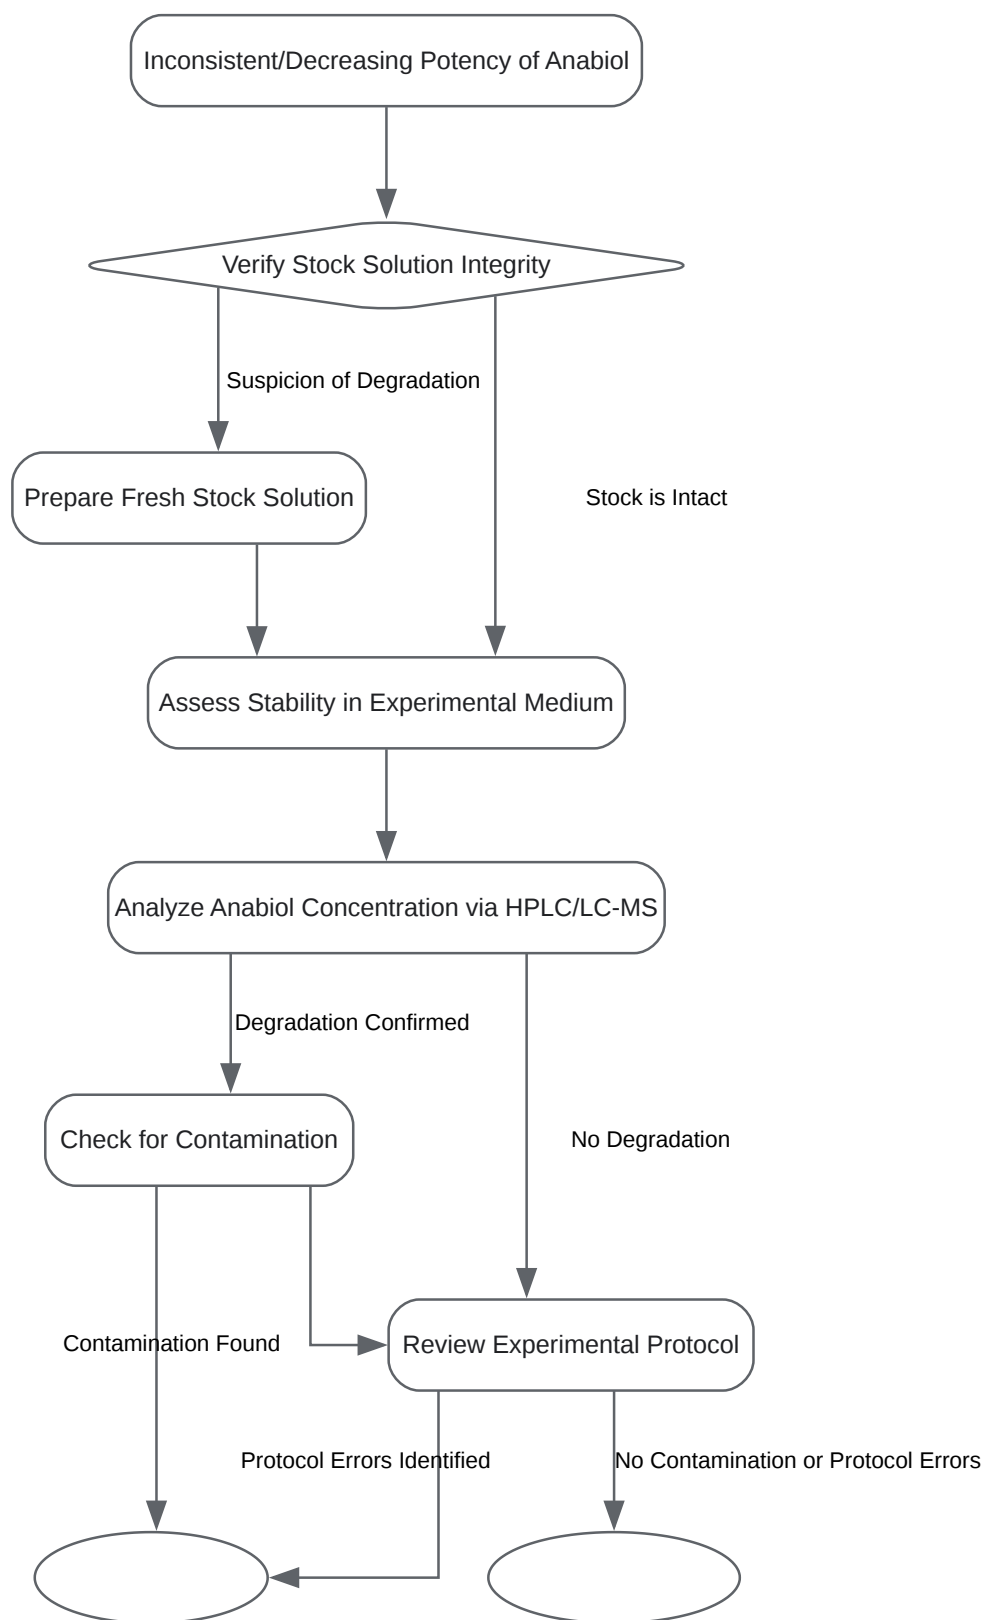 Inconsistent/Decreasing Potency of Anabiol
Verify Stock Solution Integrity
Suspicion of Degradation
Prepare Fresh Stock Solution
Stock is Intact
Assess Stability in Experimental Medium
Analyze Anabiol Concentration via HPLC/LC-MS
Degradation Confirmed
Check for Contamination
No Degradation
Contamination Found
Review Experimental Protocol
Protocol Errors Identified
No Contamination or Protocol Errors